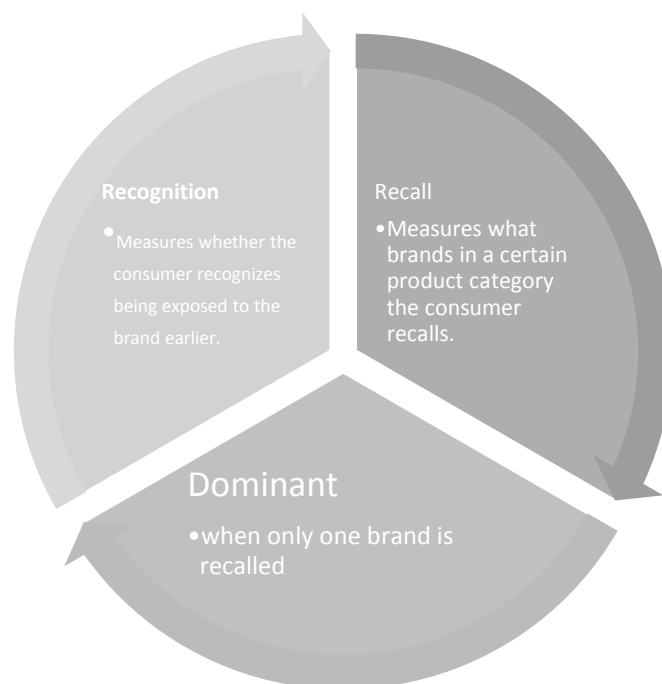 Recognition
•Measures whether the
consumer recognizes
being exposed to the
brand earlier.
Recall
•Measures what
brands in a certain
product category
the consumer
recalls.
Dominant
•when only one brand is
recalled